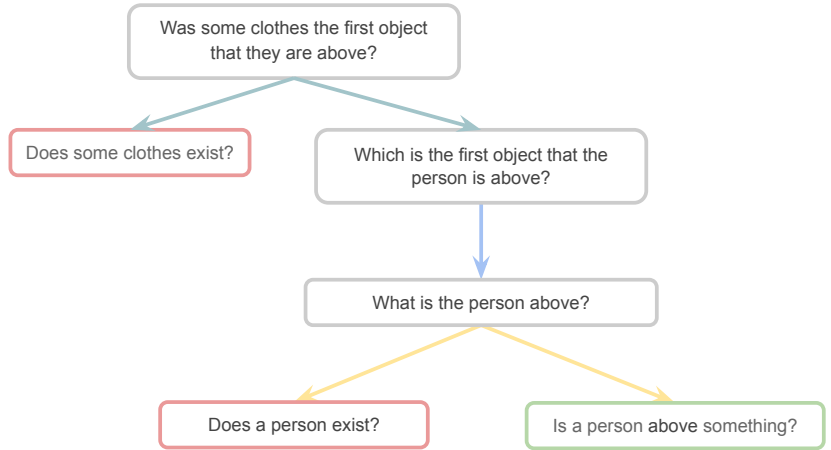 Was some clothes the first object
that they are above?
Does some clothes exist?
Which is the first object that the
person is above?
What is the person above?
Does a person exist?
Is a person above something?